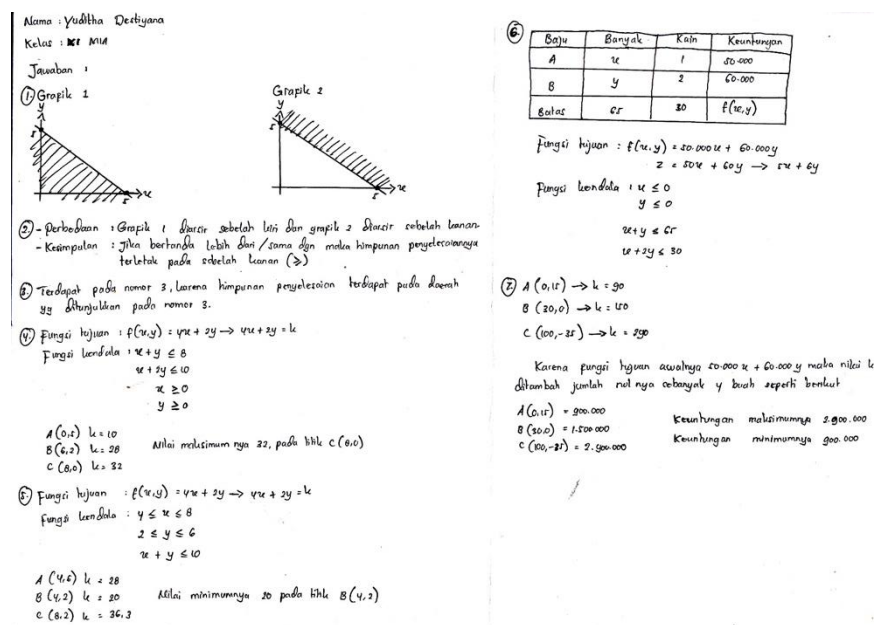 Nama : Yuditha Destiyana
Kelas : XI MIA
Jawaban :
1. Grafik 1
y
5
5
x
Grafik 2
y
5
5
x
2. - Perbedaan : Grafik 1 diarsir sebelah kiri dan grafik 2 diarsir sebelah kanan
- Kesimpulan : Jika bertanda lebih dari / sama dgn maka himpunan penyelesaiannya
terletak pada sebelah kanan (≥)
3. Terdapat pada nomor 3, karena himpunan penyelesaian terdapat pada daerah
yg ditunjukkan pada nomor 3.
4. Fungsi tujuan : f(x,y) = 4x + 2y → 4x + 2y = k
Fungsi kendala : x + y ≤ 8
x + 2y ≤ 10
x ≥ 0
y ≥ 0
A (0,5) k = 10
B (6,2) k = 28
C (8,0) k = 32
Nilai maksimum nya 32, pada titik C (8,0)
5. Fungsi tujuan : f(x,y) = 4x + 2y → 4x + 2y = k
Fungsi kendala : 4 ≤ x ≤ 8
2 ≤ y ≤ 6
x + y ≤ 10
A (4,6) k = 28
B (4,2) k = 20
C (8,2) k = 36,3
Nilai minimumnya 20 pada titik B (4,2)
6.
Baju Banyak Kain Keuntungan
A x 1 50.000
B y 2 60.000
Batas 65 30 f(x,y)
Fungsi tujuan : f(x,y) = 50.000x + 60.000y
z = 50x + 60y → 5x + 6y
Fungsi kendala : x ≤ 0
y ≤ 0
x + y ≤ 65
x + 2y ≤ 30
7. A (0,15) → k = 90
B (30,0) → k = 150
C (100,-35) → k = 290
Karena fungsi tujuan awalnya 50.000 x + 60.000 y maka nilai k
ditambah jumlah nol nya sebanyak 4 buah seperti berikut
A (0,15) = 900.000
B (30,0) = 1.500.000
C (100,-35) = 2.900.000
Keuntungan maksimumnya 2.900.000
Keuntungan minimumnya 900.000